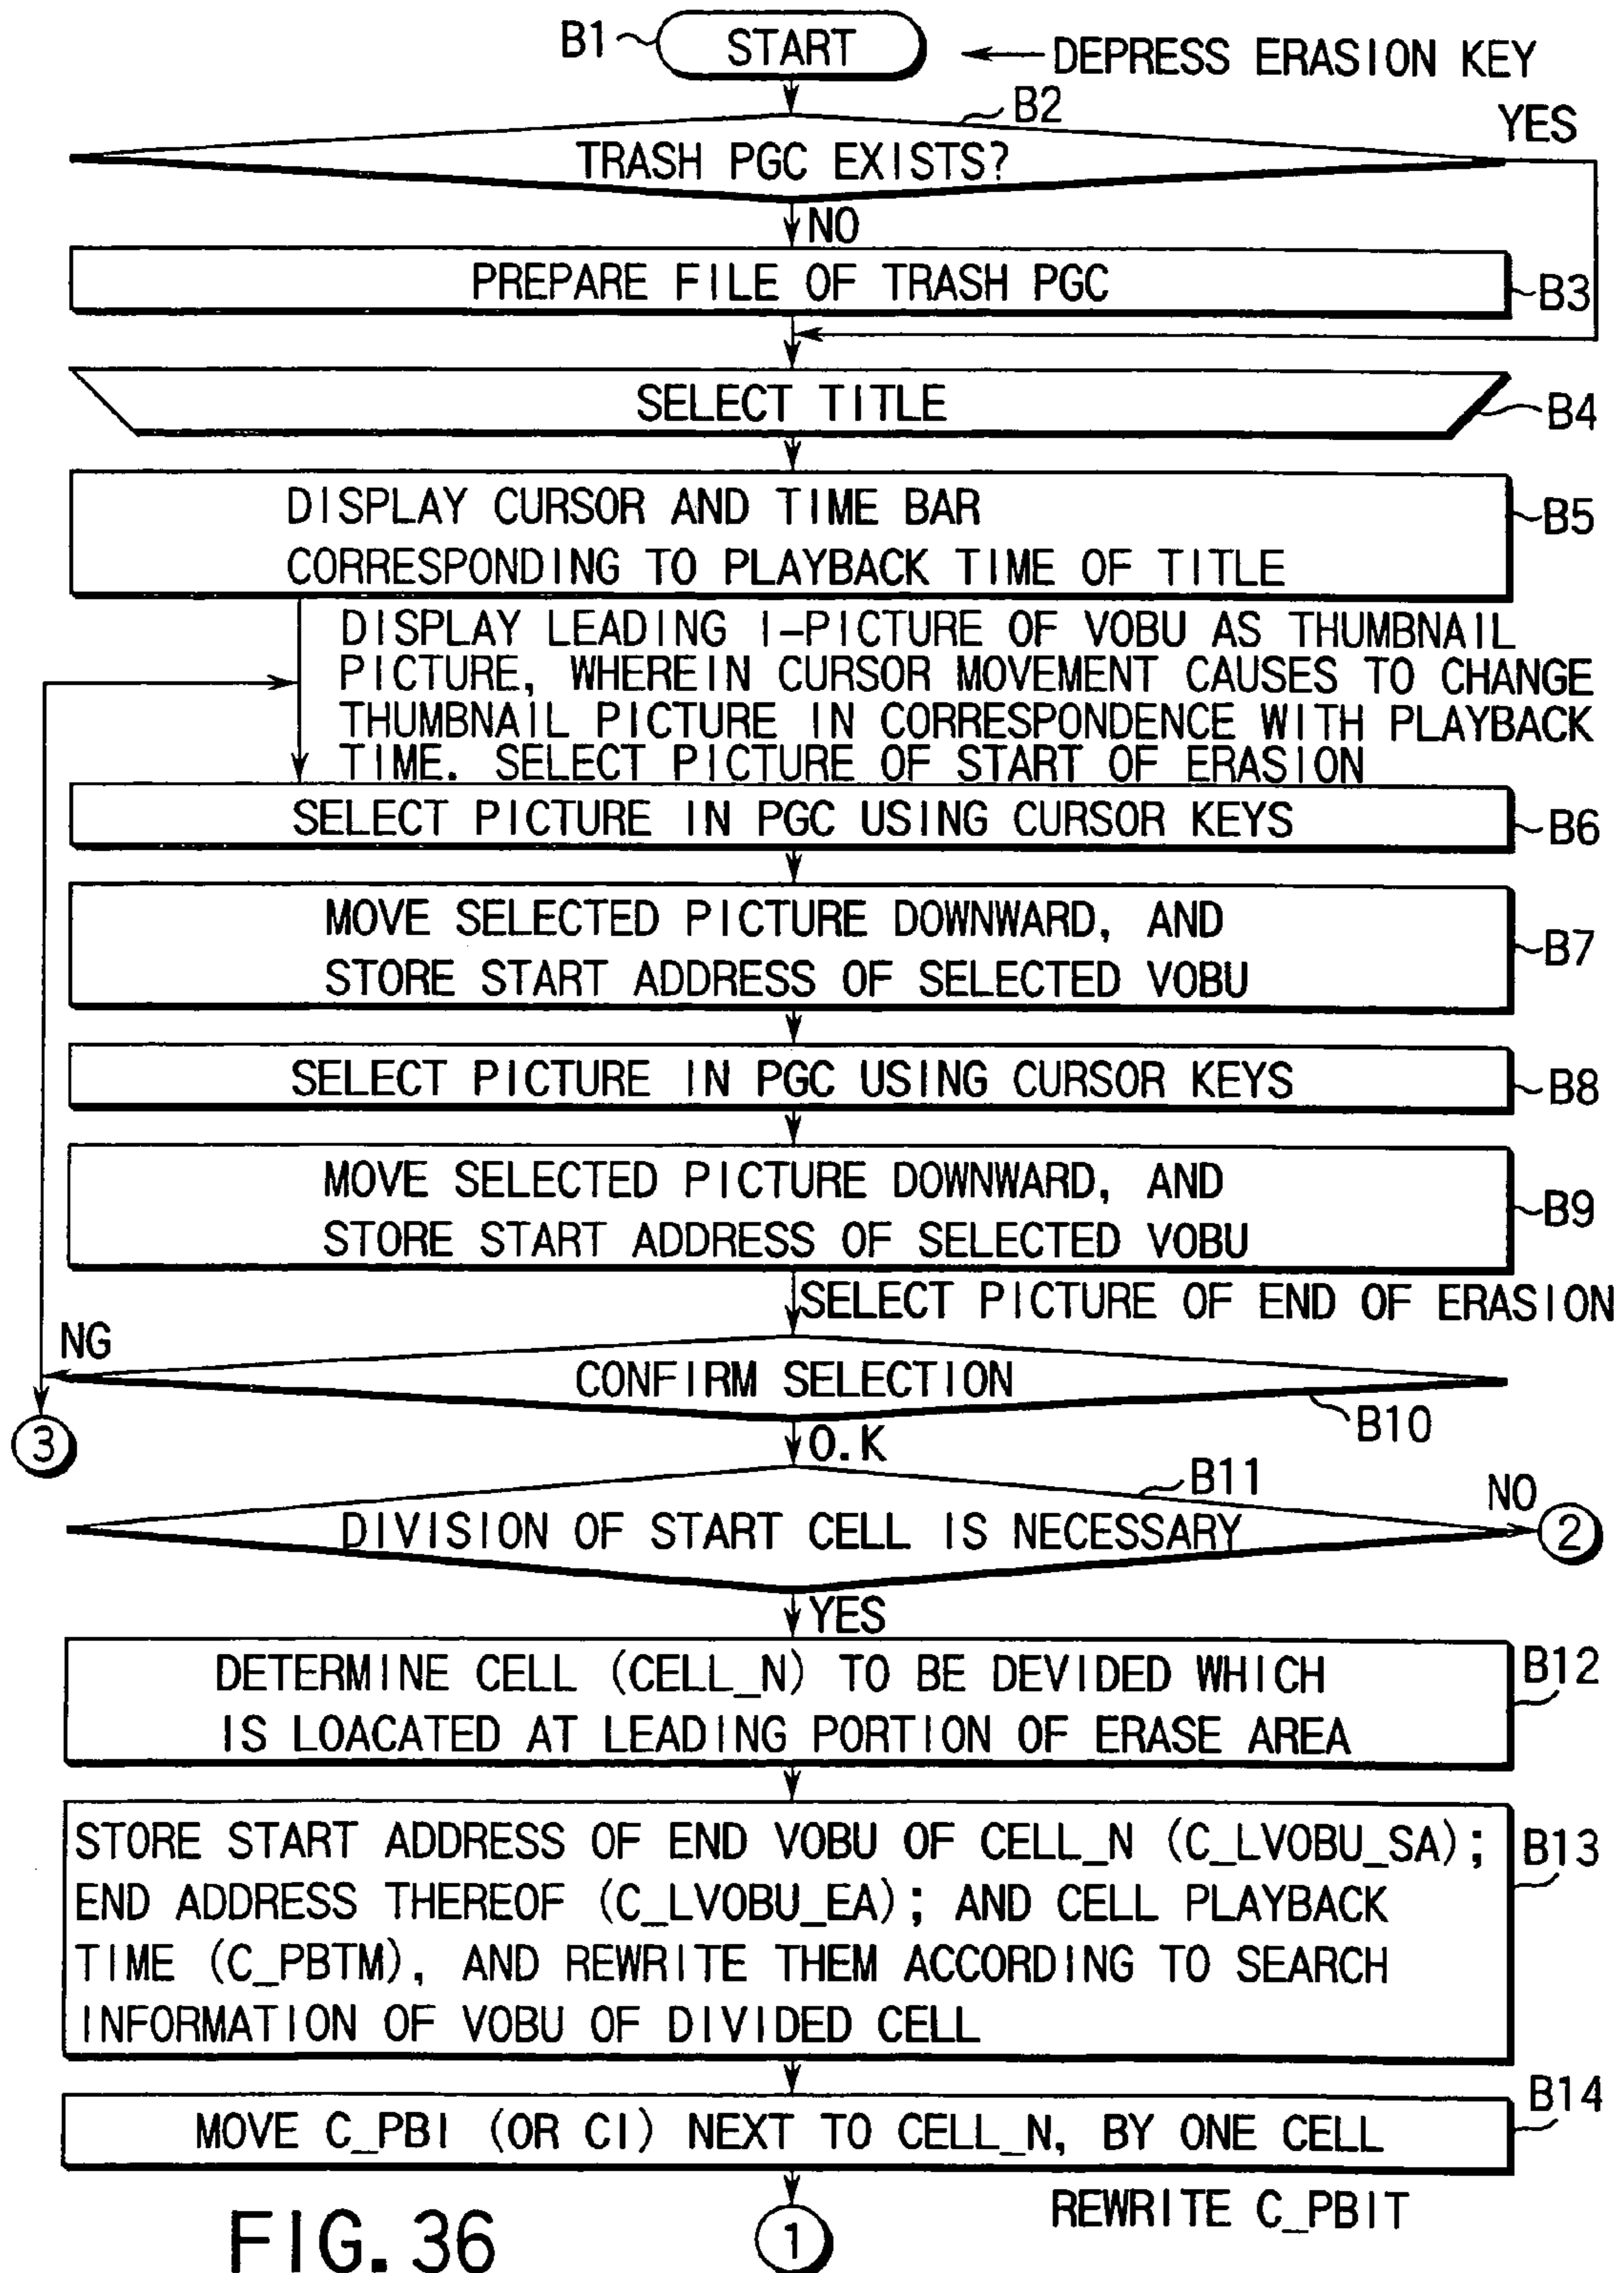 B1
START
DEPRESS ERASION KEY
B2
YES
TRASH PGC EXISTS?
NO
PREPARE FILE OF TRASH PGC
B3
SELECT TITLE
B4
DISPLAY CURSOR AND TIME BAR
CORRESPONDING TO PLAYBACK TIME OF TITLE
B5
DISPLAY LEADING I-PICTURE OF VOBU AS THUMBNAIL
PICTURE, WHEREIN CURSOR MOVEMENT CAUSES TO CHANGE
THUMBNAIL PICTURE IN CORRESPONDENCE WITH PLAYBACK
TIME. SELECT PICTURE OF START OF ERASION
SELECT PICTURE IN PGC USING CURSOR KEYS
B6
MOVE SELECTED PICTURE DOWNWARD, AND
STORE START ADDRESS OF SELECTED VOBU
B7
SELECT PICTURE IN PGC USING CURSOR KEYS
B8
MOVE SELECTED PICTURE DOWNWARD, AND
STORE START ADDRESS OF SELECTED VOBU
B9
SELECT PICTURE OF END OF ERASION
NG
CONFIRM SELECTION
B10
3
O.K
B11
NO
DIVISION OF START CELL IS NECESSARY
2
YES
DETERMINE CELL (CELL_N) TO BE DEVIDED WHICH
IS LOACATED AT LEADING PORTION OF ERASE AREA
B12
STORE START ADDRESS OF END VOBU OF CELL_N (C_LVOBU_SA);
END ADDRESS THEREOF (C_LVOBU_EA); AND CELL PLAYBACK
TIME (C_PBTM), AND REWRITE THEM ACCORDING TO SEARCH
INFORMATION OF VOBU OF DIVIDED CELL
B13
MOVE C_PBI (OR CI) NEXT TO CELL_N, BY ONE CELL
B14
REWRITE C_PBIT
1
FIG. 36